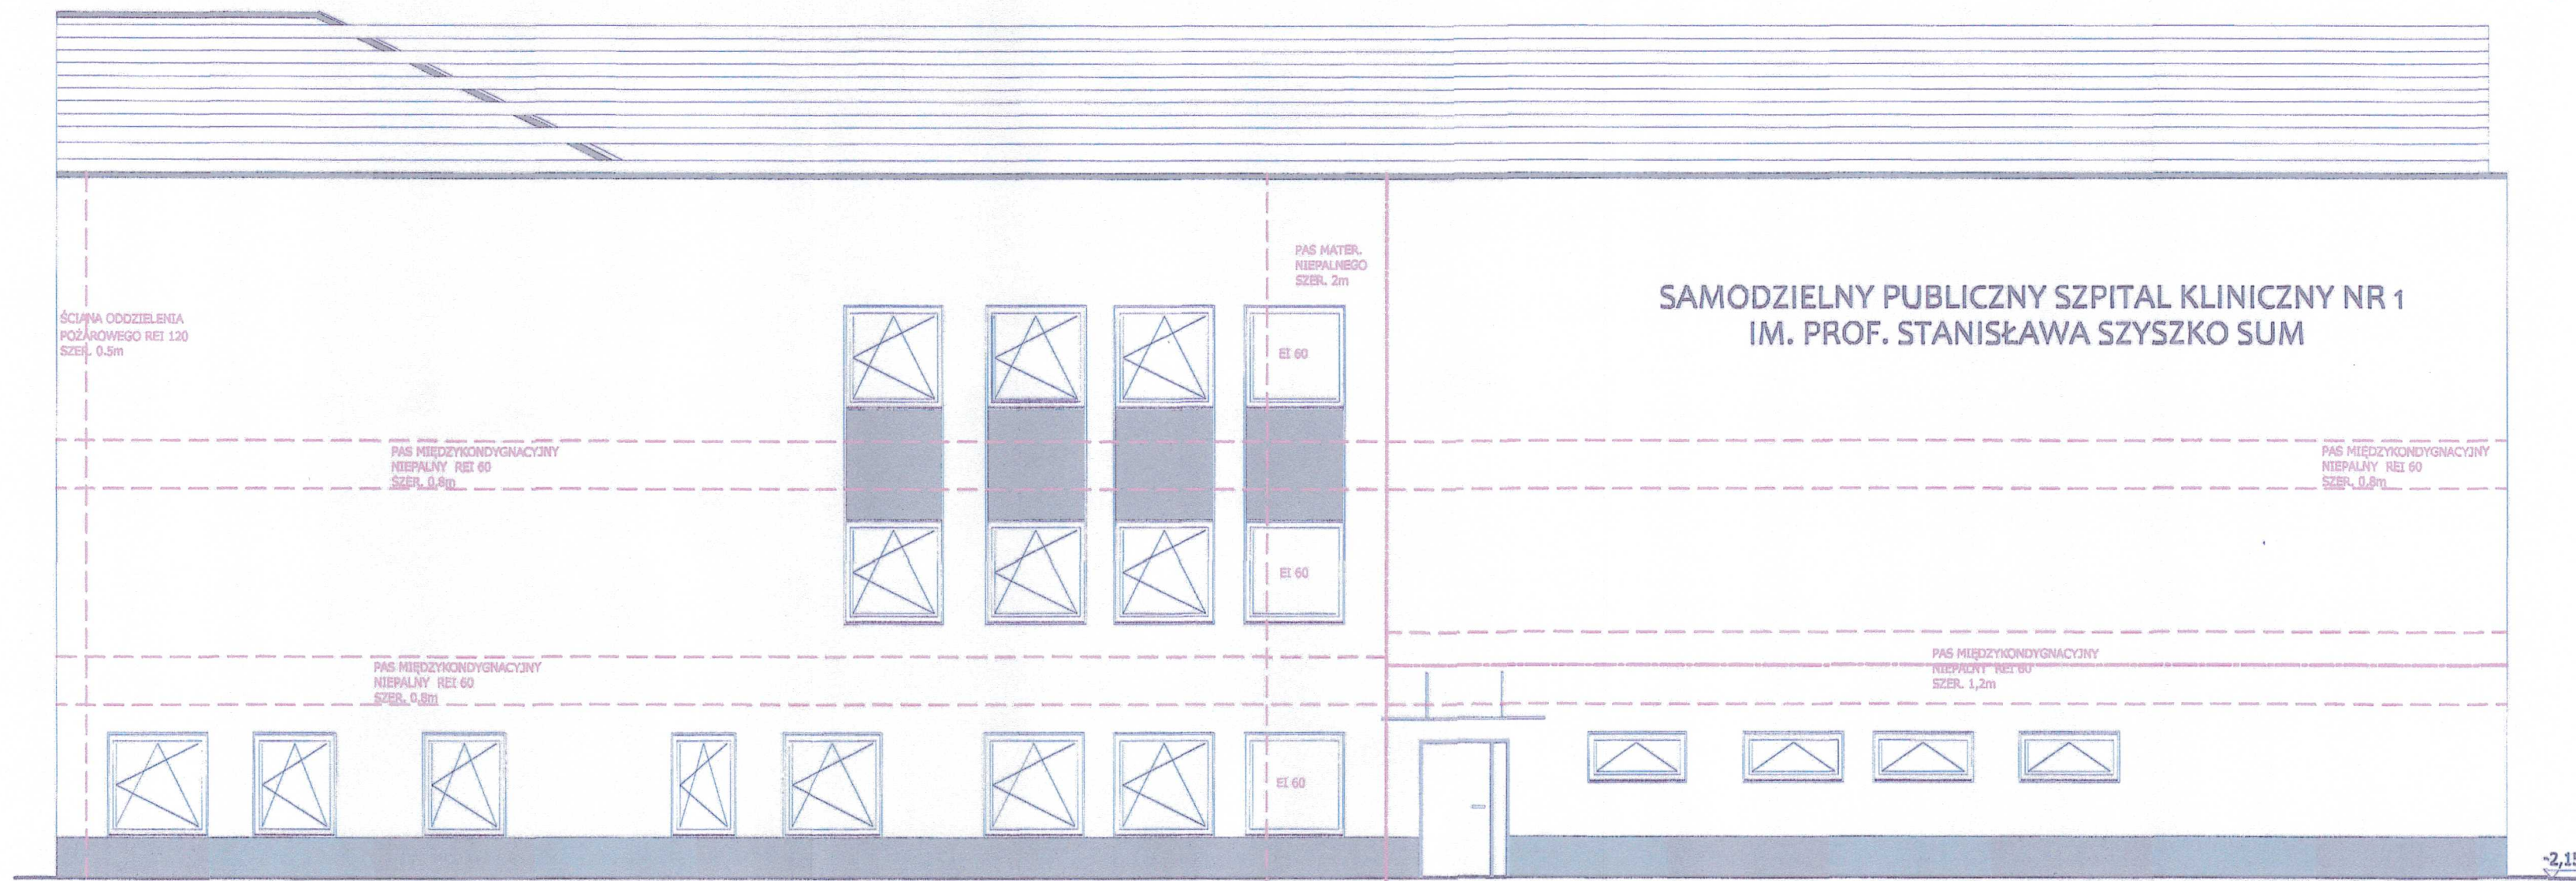 PAS MATER.
NIEPALNEGO
SZER. 2m
SAMODZIELNY PUBLICZNY SZPITAL KLINICZNY NR 1
IM. PROF. STANISŁAWA SZYSZKO SUM
ŚCIANA ODDZIELENIA
POŻAROWEGO REI 120
SZER. 0.5m
EI 60
PAS MIĘDZYKONDYGNACYJNY
NIEPALNY REI 60
SZER. 0,8m
PAS MIĘDZYKONDYGNACYJNY
NIEPALNY REI 60
SZER. 0,8m
EI 60
PAS MIĘDZYKONDYGNACYJNY
NIEPALNY REI 60
SZER. 0,8m
PAS MIĘDZYKONDYGNACYJNY
NIEPALNY REI 60
SZER. 1,2m
EI 60
-2,15